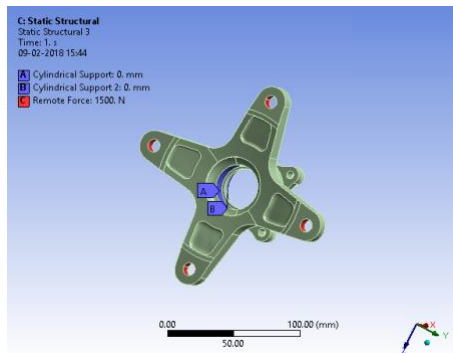 C: Static Structural
Static Structural 3
Time: 1. s
09-02-2018 15:44
A Cylindrical Support: 0. mm
B Cylindrical Support 2: 0. mm
C Remote Force: 1500. N
A
B
0.00 100.00 (mm)
50.00
X
Y